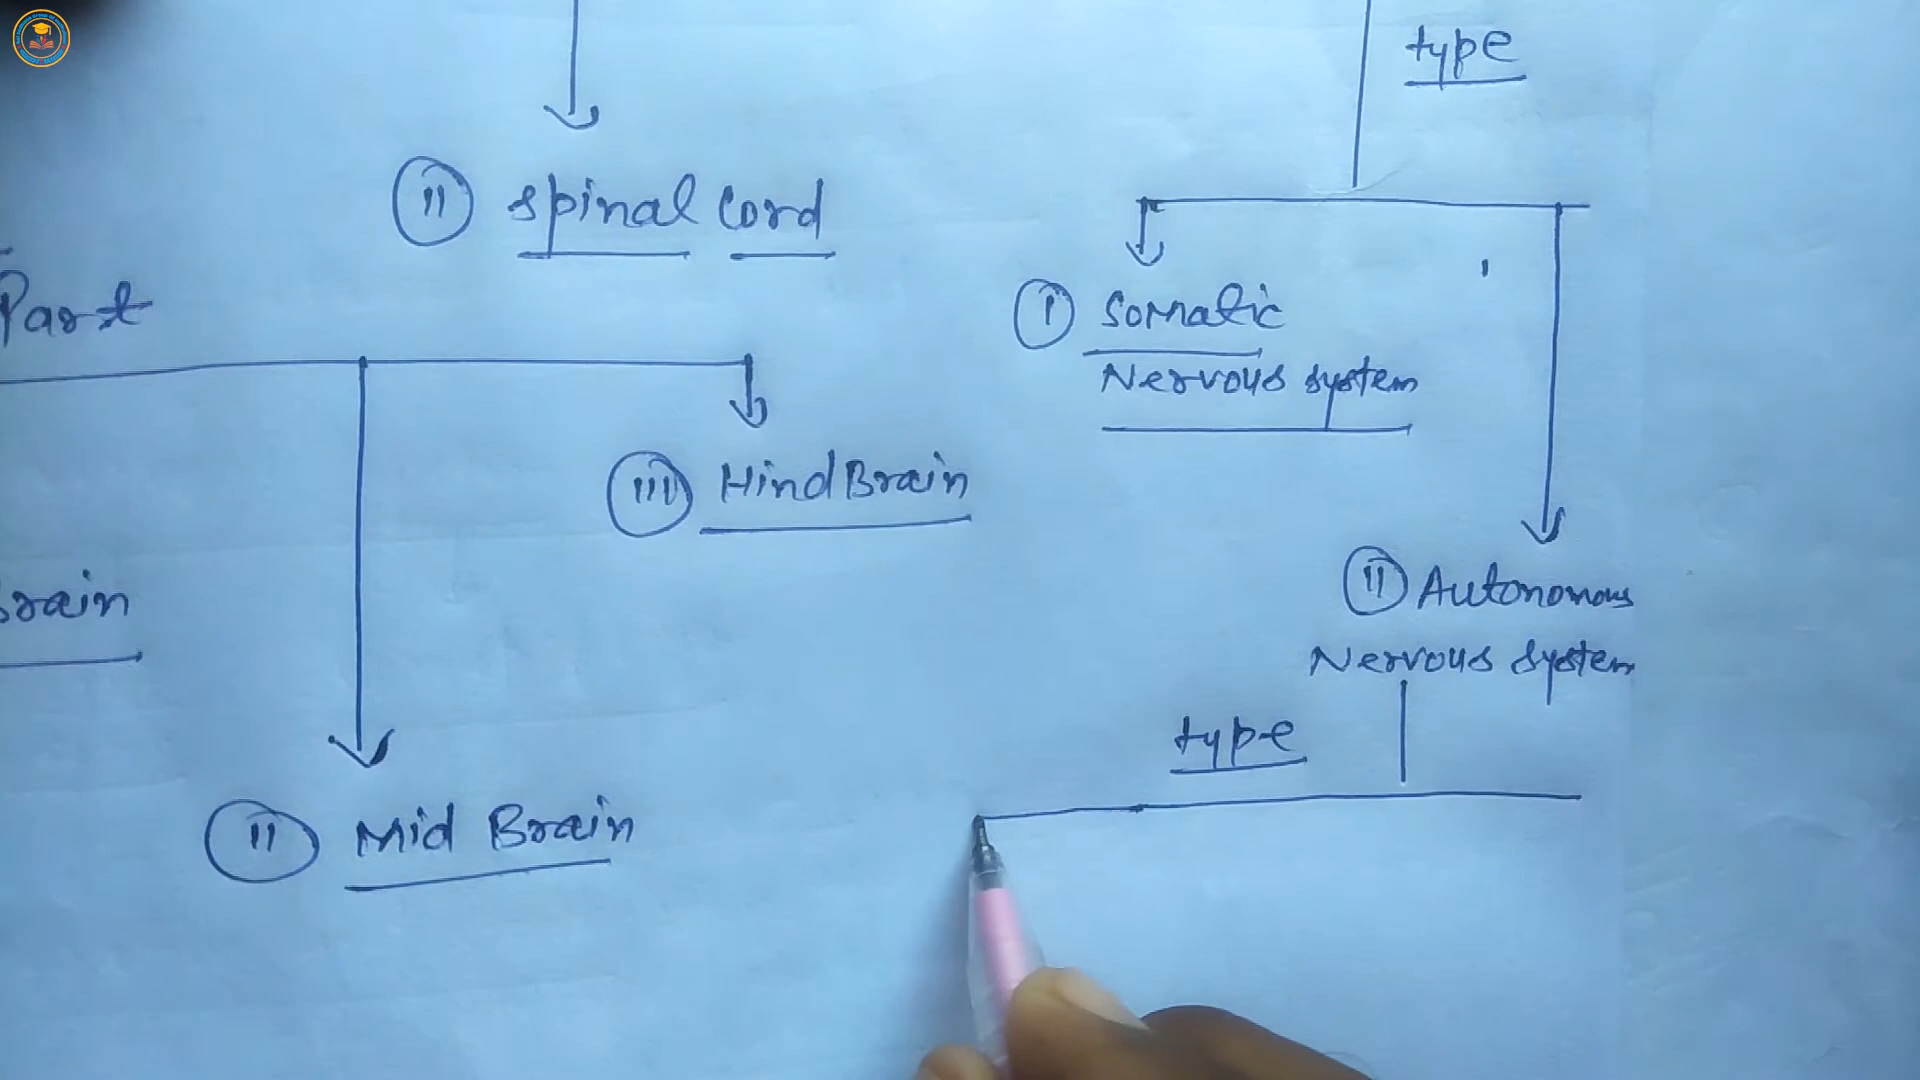 type
II Spinal Cord
Part
I Somatic
Nervous system
III Hind Brain
II Autonomous
Nervous system
Brain
type
II Mid Brain